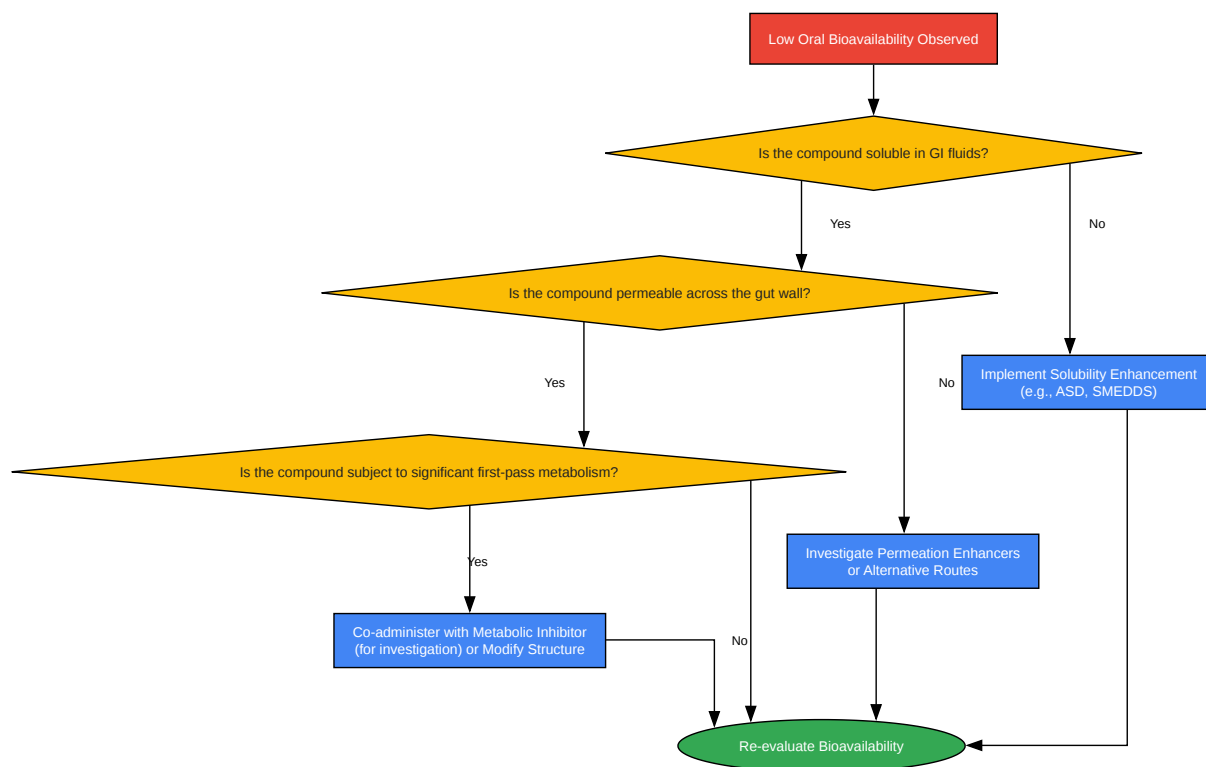 Low Oral Bioavailability Observed
Is the compound soluble in GI fluids?
Yes
No
Is the compound permeable across the gut wall?
Yes
No
Implement Solubility Enhancement
(e.g., ASD, SMEDDS)
Is the compound subject to significant first-pass metabolism?
Yes
Investigate Permeation Enhancers
or Alternative Routes
Co-administer with Metabolic Inhibitor
(for investigation) or Modify Structure
No
Re-evaluate Bioavailability